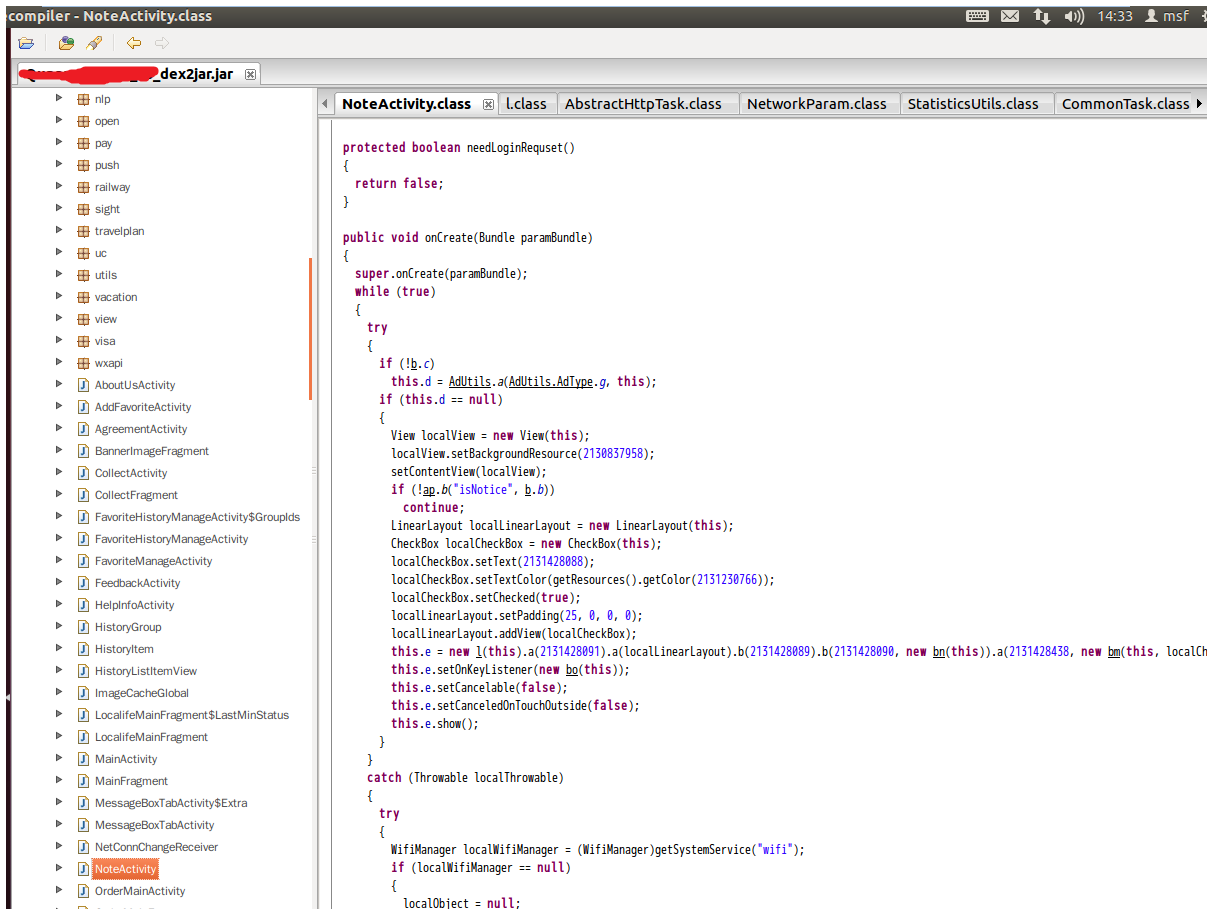 compiler - NoteActivity.class
14:33 msf
_dex2jar.jar
NoteActivity.class l.class AbstractHttpTask.class NetworkParam.class StatisticsUtils.class CommonTask.class
nlp
open
pay
push
railway
sight
travelplan
uc
utils
vacation
view
visa
wxapi
AboutUsActivity
AddFavoriteActivity
AgreementActivity
BannerImageFragment
CollectActivity
CollectFragment
FavoriteHistoryManageActivity$GroupIds
FavoriteHistoryManageActivity
FavoriteManageActivity
FeedbackActivity
HelpInfoActivity
HistoryGroup
HistoryItem
HistoryListItemView
ImageCacheGlobal
LocalifeMainFragment$LastMinStatus
LocalifeMainFragment
MainActivity
MainFragment
MessageBoxTabActivity$Extra
MessageBoxTabActivity
NetConnChangeReceiver
NoteActivity
OrderMainActivity
protected boolean needLoginRequset()
{
return false;
}
public void onCreate(Bundle paramBundle)
{
super.onCreate(paramBundle);
while (true)
{
try
{
if (!b.c)
this.d = AdUtils.a(AdUtils.AdType.g, this);
if (this.d == null)
{
View localView = new View(this);
localView.setBackgroundResource(2130837958);
setContentView(localView);
if (!ap.b("isNotice", b.b))
continue;
LinearLayout localLinearLayout = new LinearLayout(this);
CheckBox localCheckBox = new CheckBox(this);
localCheckBox.setText(2131428088);
localCheckBox.setTextColor(getResources().getColor(2131230766));
localCheckBox.setChecked(true);
localLinearLayout.setPadding(25, 0, 0, 0);
localLinearLayout.addView(localCheckBox);
this.e = new l(this).a(2131428091).a(localLinearLayout).b(2131428089).b(2131428090, new bn(this)).a(2131428438, new bm(this, localCh
this.e.setOnKeyListener(new bo(this));
this.e.setCancelable(false);
this.e.setCanceledOnTouchOutside(false);
this.e.show();
}
}
catch (Throwable localThrowable)
{
try
{
WifiManager localWifiManager = (WifiManager)getSystemService("wifi");
if (localWifiManager == null)
{
localObject = null;